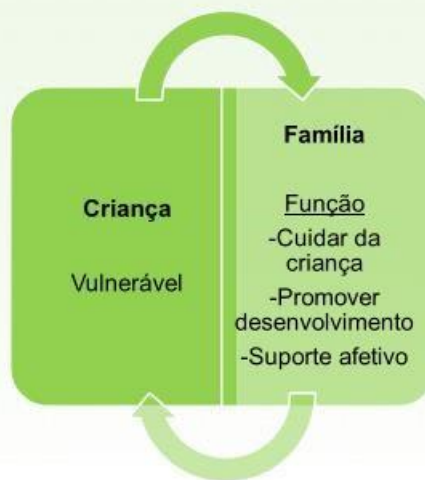 Criança
Vulnerável
Família
Função
-Cuidar da
criança
-Promover
desenvolvimento
-Suporte afetivo